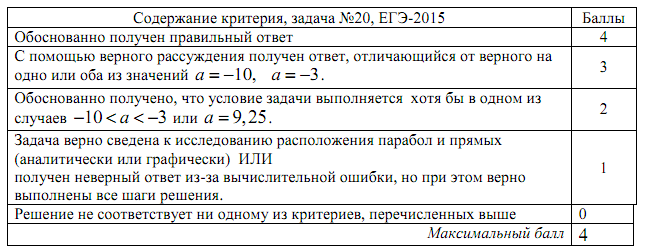 Содержание критерия, задача №20, ЕГЭ-2015 Баллы
Обоснованно получен правильный ответ 4
С помощью верного рассуждения получен ответ, отличающийся от верного на
одно или оба из значений a = −10, a = −3. 3
Обоснованно получено, что условие задачи выполняется хотя бы в одном из
случаев −10 < a < −3 или a = 9,25. 2
Задача верно сведена к исследованию расположения парабол и прямых
(аналитически или графически) ИЛИ
получен неверный ответ из-за вычислительной ошибки, но при этом верно
выполнены все шаги решения. 1
Решение не соответствует ни одному из критериев, перечисленных выше 0
Максимальный балл 4